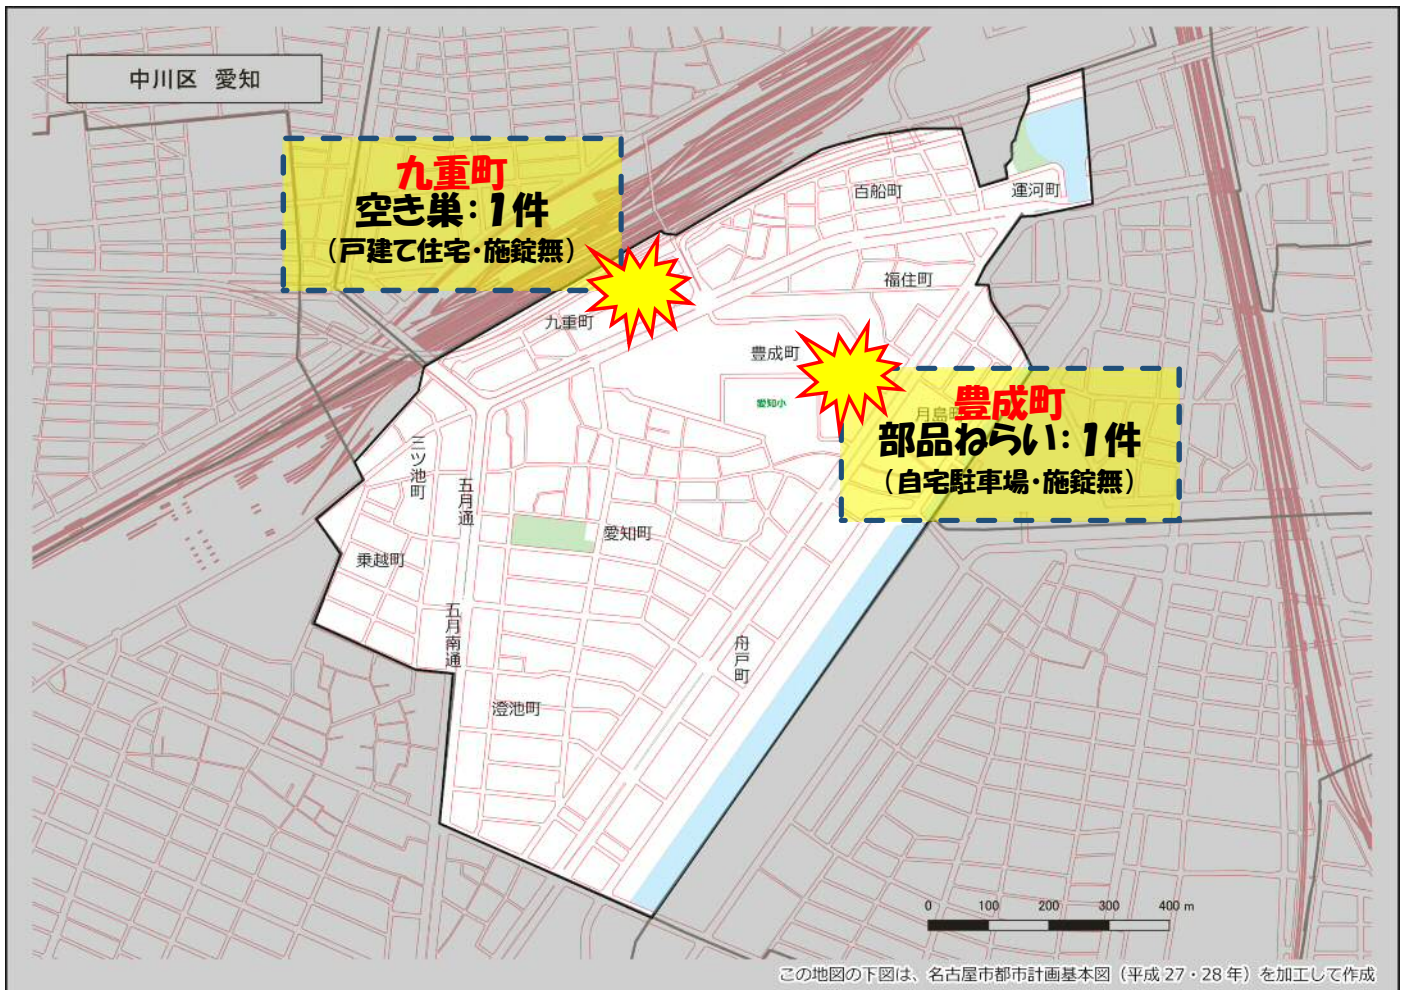 中川区 愛知
九重町
空き巣：1件
（戸建て住宅・施錠無）
百船町
運河町
福住町
九重町
豊成町
愛知小
豊成町
部品ねらい：1件
（自宅駐車場・施錠無）
月島町
三ツ池町
五月通
愛知町
乗越町
五月南通
舟戸町
澄池町
0 100 200 300 400 m
この地図の下図は、名古屋市都市計画基本図（平成 27・28 年）を加工して作成